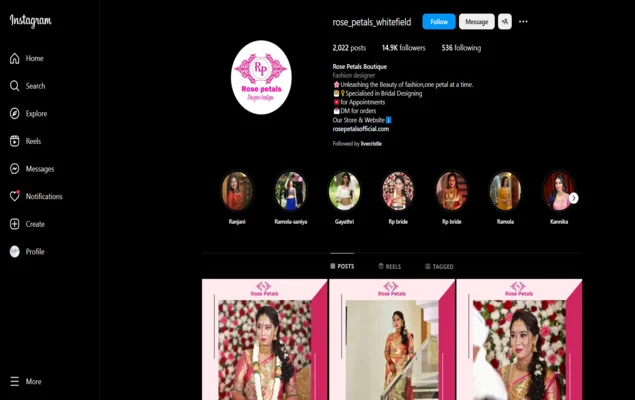 Instagram
Home
Search
Explore
Reels
Messages
Notifications
Create
Profile
More
rose_petals_whitefield
Follow
Message
2,022 posts 14.9K followers 536 following
Rose Petals Boutique
Fashion designer
🌸Unleashing the Beauty of fashion,one petal at a time.
Specialised in Bridal Designing
for Appointments
DM for orders
Our Store & Website
rosepetalsofficial.com
Followed by livecristle
RP
Rose petals
Designer boutique
Ranjani
Ramola-saniya
Gayathri
Rp bride
Rp bride
Ramola
Kannika
POSTS
REELS
TAGGED
Rose Petals
Rose Petals
Rose Petals